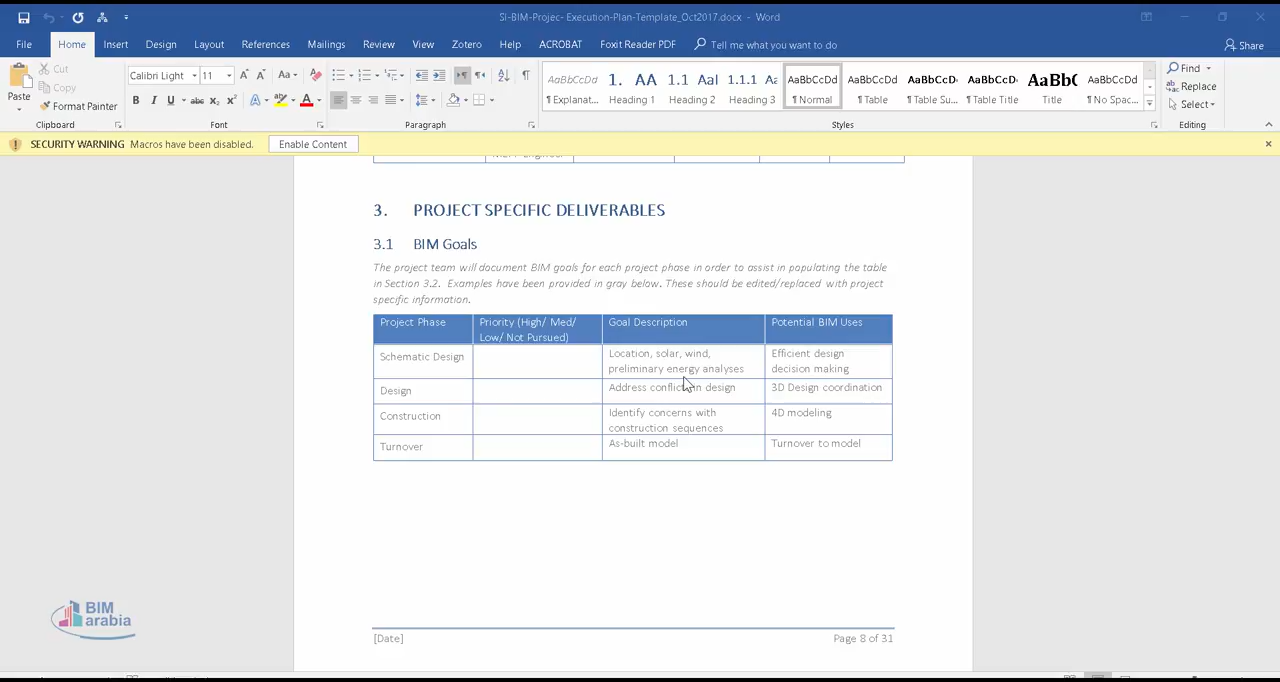 SI-BIM-Projec- Execution-Plan-Template_Oct2017.docx - Word
File Home Insert Design Layout References Mailings Review View Zotero Help ACROBAT Foxit Reader PDF Tell me what you want to do Share
Paste
Cut
Copy
Format Painter
Calibri Light 11
AaBbCcDd
¶ Explanat...
1. AA
Heading 1
1.1 AaI
Heading 2
1.1.1 Aa
Heading 3
AaBbCcDd
¶ Normal
AaBbCcDd
¶ Table
AaBbCcD
¶ Table Su...
AaBbCcD
¶ Table Title
AaBb(
Title
AaBbCcDd
¶ No Spac...
Find
Replace
Select
Clipboard Font Paragraph Styles Editing
SECURITY WARNING Macros have been disabled. Enable Content
3. PROJECT SPECIFIC DELIVERABLES
3.1 BIM Goals
The project team will document BIM goals for each project phase in order to assist in populating the table
in Section 3.2. Examples have been provided in gray below. These should be edited/replaced with project
specific information.
Project Phase Priority (High/ Med/ Goal Description Potential BIM Uses
Low/ Not Pursued)
Schematic Design Location, solar, wind, Efficient design
preliminary energy analyses decision making
Design Address conflict in design 3D Design coordination
Construction Identify concerns with 4D modeling
construction sequences
Turnover As-built model Turnover to model
BIM
arabia
[Date] Page 8 of 31